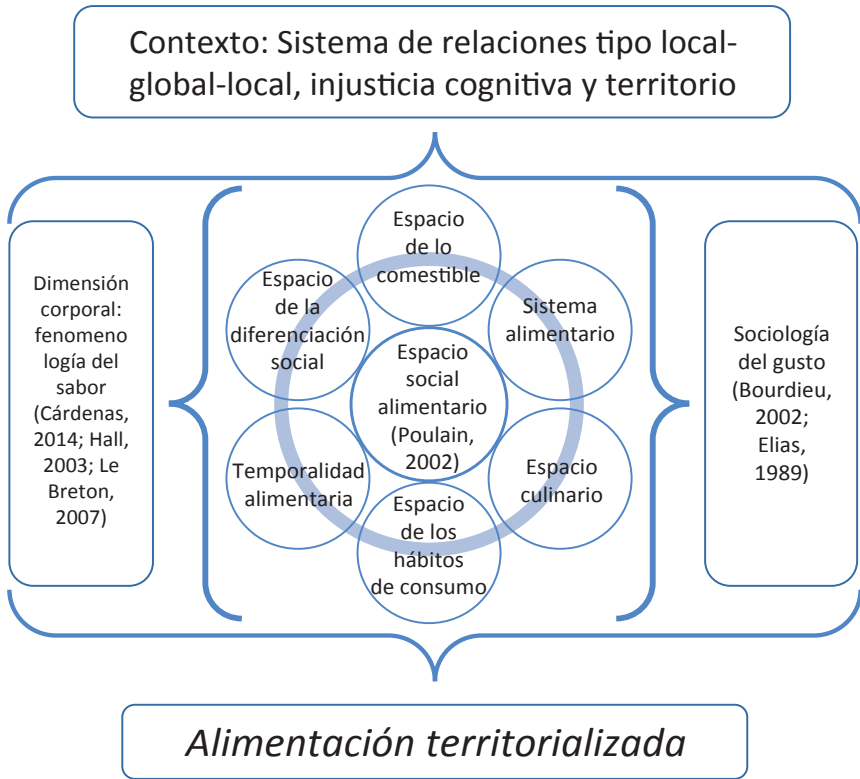 Contexto: Sistema de relaciones tipo local-
global-local, injusticia cognitiva y territorio
Dimensión
corporal:
fenomeno
logía del
sabor
(Cárdenas,
2014; Hall,
2003; Le
Breton,
2007)
Espacio
de lo
comestible
Espacio
de la
diferenciación
social
Sistema
alimentario
Espacio
social
alimentario
(Poulain,
2002)
Temporalidad
alimentaria
Espacio
culinario
Espacio
de los
hábitos
de consumo
Sociología
del gusto
(Bourdieu,
2002;
Elias,
1989)
Alimentación territorializada